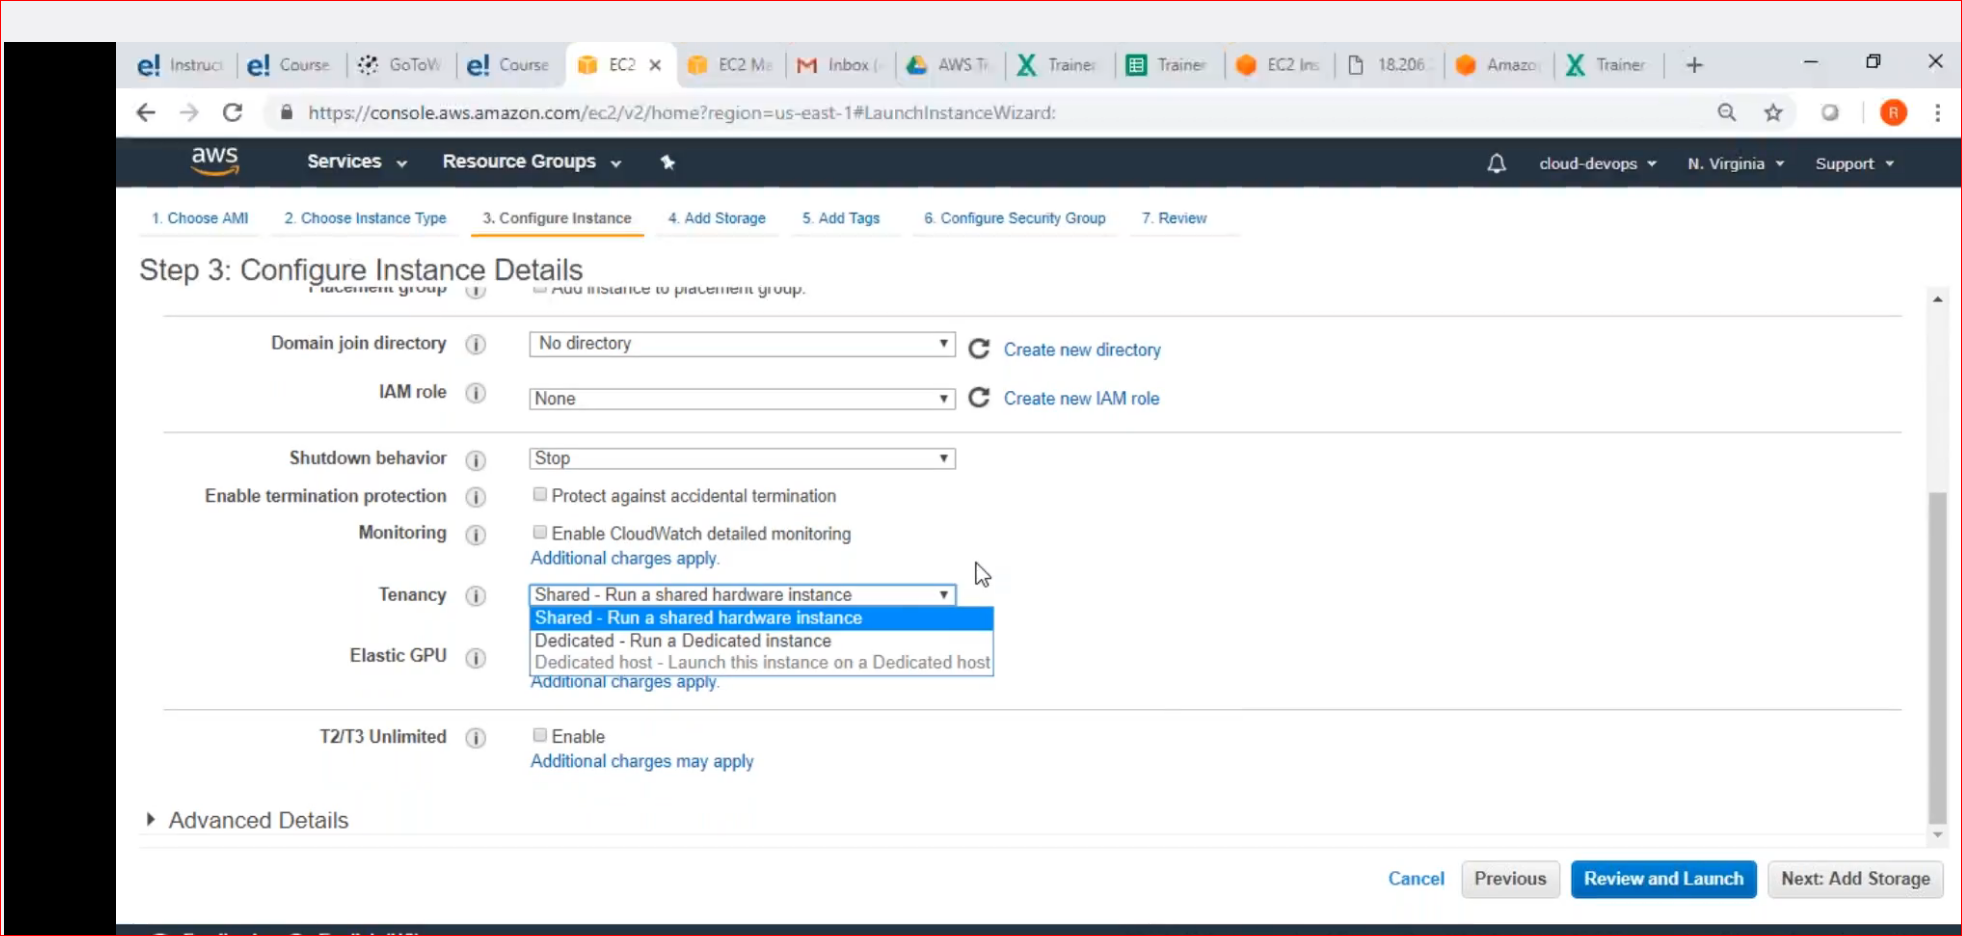 e! Instruc e! Course GoToW e! Course EC2 EC2 Ma Inbox ( AWS Tr Trainer Trainer EC2 Ins 18.206 Amazo Trainer
https://console.aws.amazon.com/ec2/v2/home?region=us-east-1#LaunchInstanceWizard: R
aws Services Resource Groups cloud-devops N. Virginia Support
1. Choose AMI 2. Choose Instance Type 3. Configure Instance 4. Add Storage 5. Add Tags 6. Configure Security Group 7. Review
Step 3: Configure Instance Details
Placement group Add instance to placement group.
Domain join directory No directory Create new directory
IAM role None Create new IAM role
Shutdown behavior Stop
Enable termination protection Protect against accidental termination
Monitoring Enable CloudWatch detailed monitoring
Additional charges apply.
Tenancy Shared - Run a shared hardware instance
Shared - Run a shared hardware instance
Dedicated - Run a Dedicated instance
Elastic GPU Dedicated host - Launch this instance on a Dedicated host
Additional charges apply.
T2/T3 Unlimited Enable
Additional charges may apply
Advanced Details
Cancel Previous Review and Launch Next: Add Storage